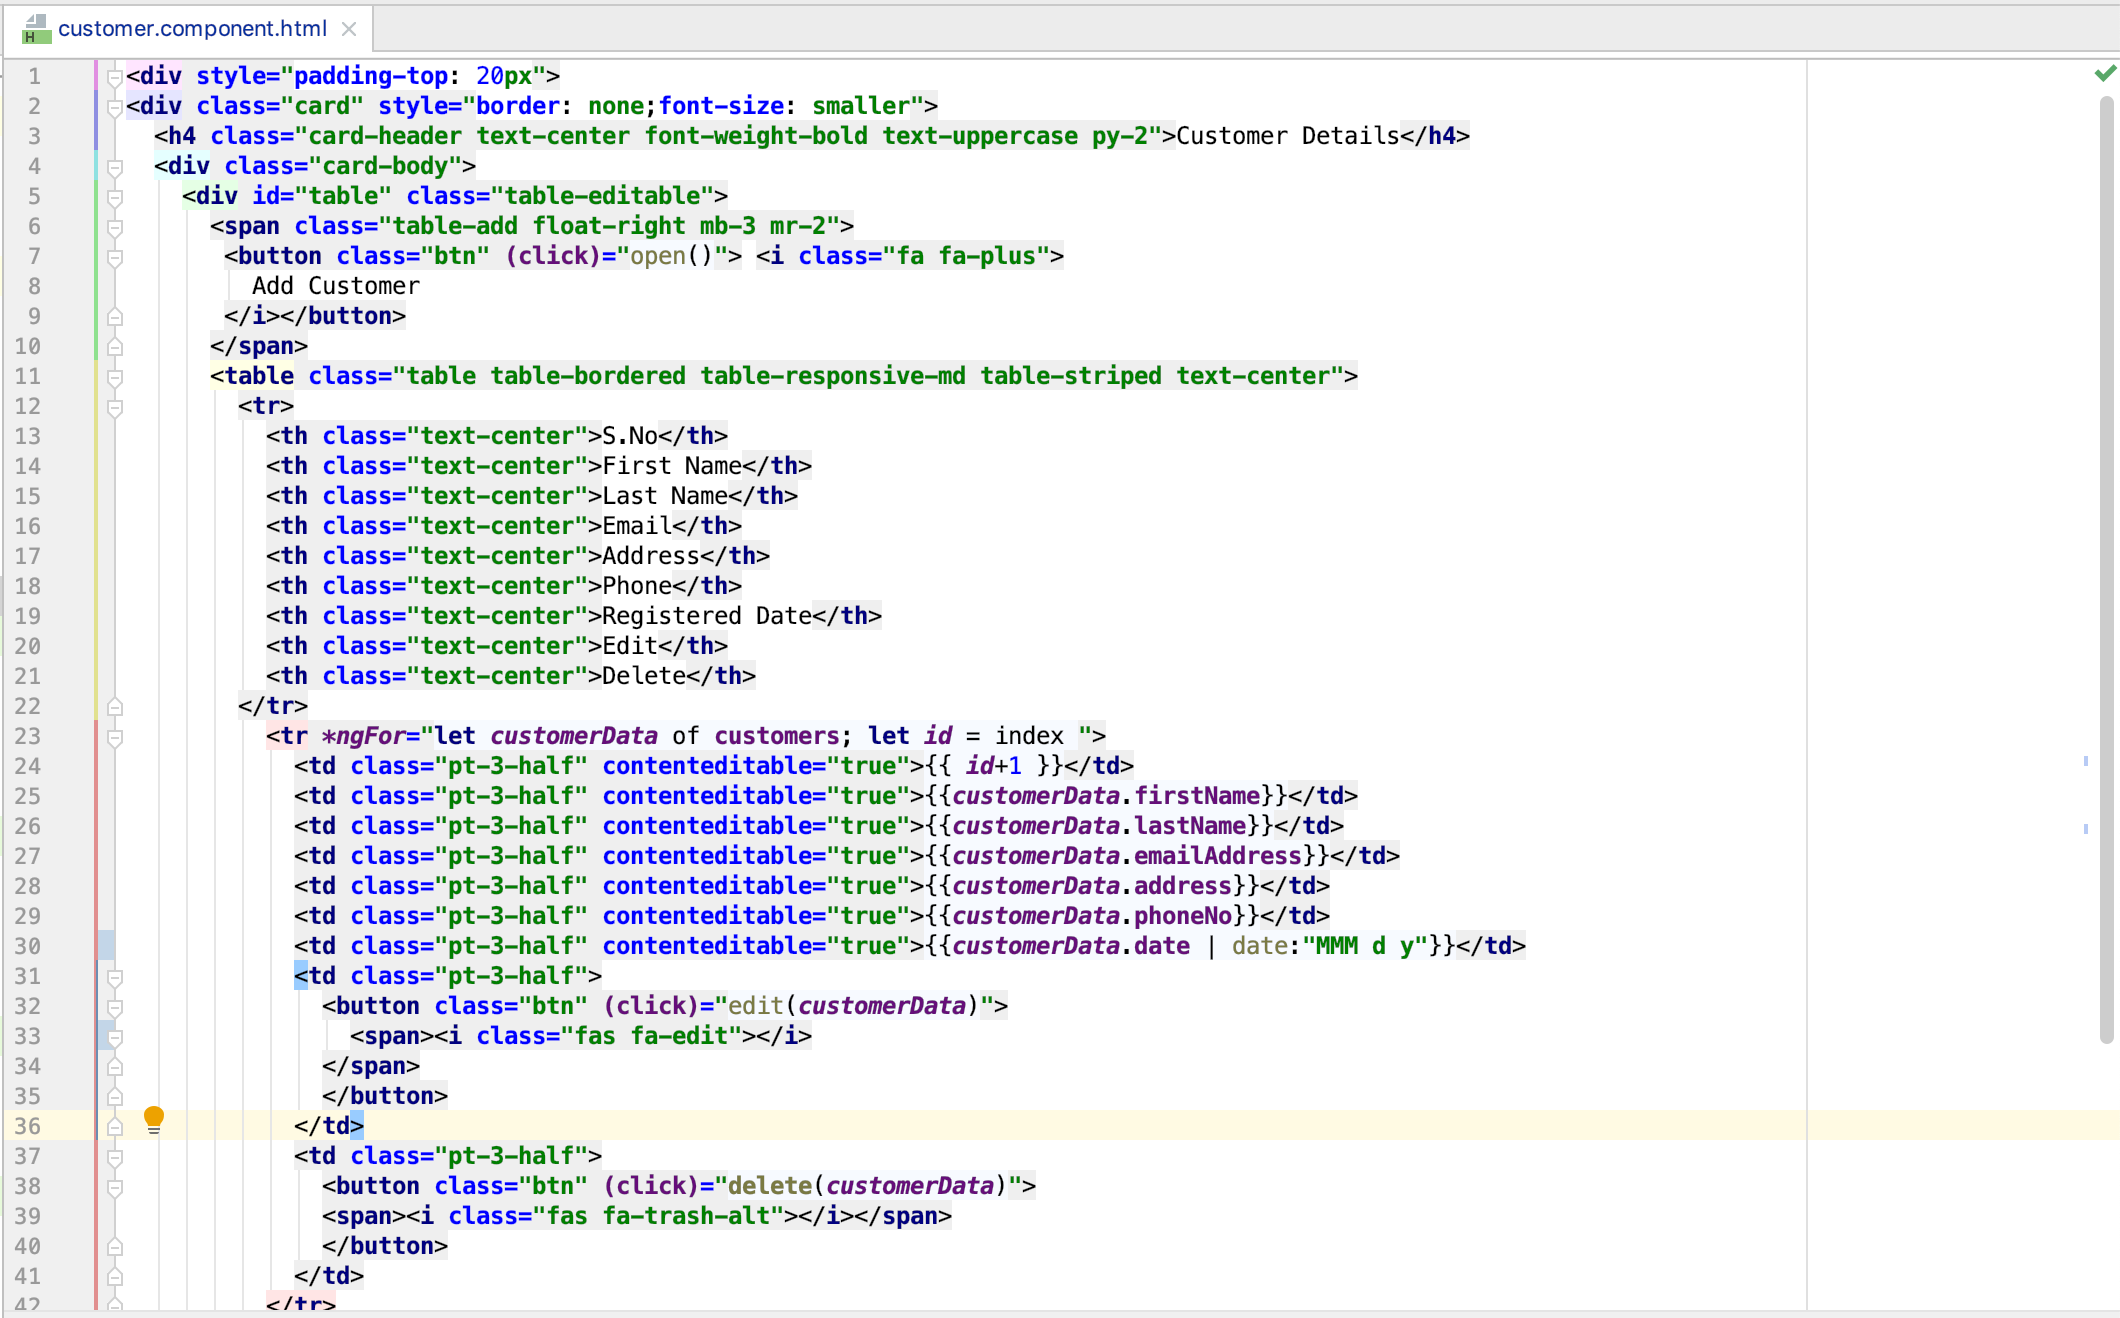 customer.component.html
1 <div style="padding-top: 20px">
2 <div class="card" style="border: none;font-size: smaller">
3   <h4 class="card-header text-center font-weight-bold text-uppercase py-2">Customer Details</h4>
4   <div class="card-body">
5     <div id="table" class="table-editable">
6       <span class="table-add float-right mb-3 mr-2">
7        <button class="btn" (click)="open()"> <i class="fa fa-plus">
8          Add Customer
9        </i></button>
10       </span>
11       <table class="table table-bordered table-responsive-md table-striped text-center">
12         <tr>
13           <th class="text-center">S.No</th>
14           <th class="text-center">First Name</th>
15           <th class="text-center">Last Name</th>
16           <th class="text-center">Email</th>
17           <th class="text-center">Address</th>
18           <th class="text-center">Phone</th>
19           <th class="text-center">Registered Date</th>
20           <th class="text-center">Edit</th>
21           <th class="text-center">Delete</th>
22         </tr>
23           <tr *ngFor="let customerData of customers; let id = index ">
24             <td class="pt-3-half" contenteditable="true">{{ id+1 }}</td>
25             <td class="pt-3-half" contenteditable="true">{{customerData.firstName}}</td>
26             <td class="pt-3-half" contenteditable="true">{{customerData.lastName}}</td>
27             <td class="pt-3-half" contenteditable="true">{{customerData.emailAddress}}</td>
28             <td class="pt-3-half" contenteditable="true">{{customerData.address}}</td>
29             <td class="pt-3-half" contenteditable="true">{{customerData.phoneNo}}</td>
30             <td class="pt-3-half" contenteditable="true">{{customerData.date | date:"MMM d y"}}</td>
31             <td class="pt-3-half">
32               <button class="btn" (click)="edit(customerData)">
33                 <span><i class="fas fa-edit"></i>
34               </span>
35               </button>
36             </td>
37             <td class="pt-3-half">
38               <button class="btn" (click)="delete(customerData)">
39               <span><i class="fas fa-trash-alt"></i></span>
40               </button>
41             </td>
42           </tr>